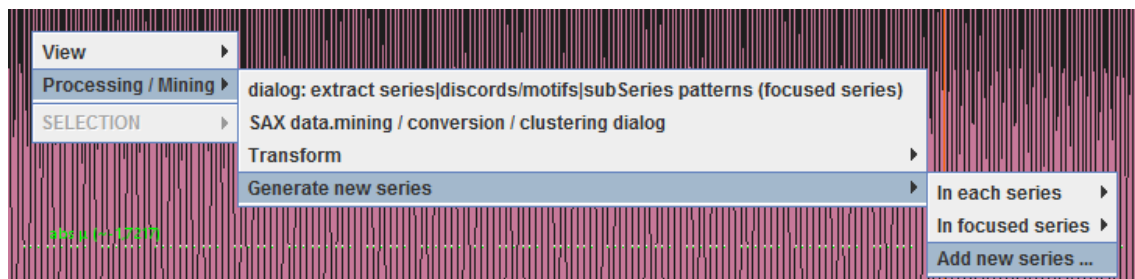 View
Processing / Mining
dialog: extract series|discords/motifs|subSeries patterns (focused series)
SELECTION
SAX data.mining / conversion / clustering dialog
Transform
Generate new series
In each series
In focused series
abs μ
Add new series ...